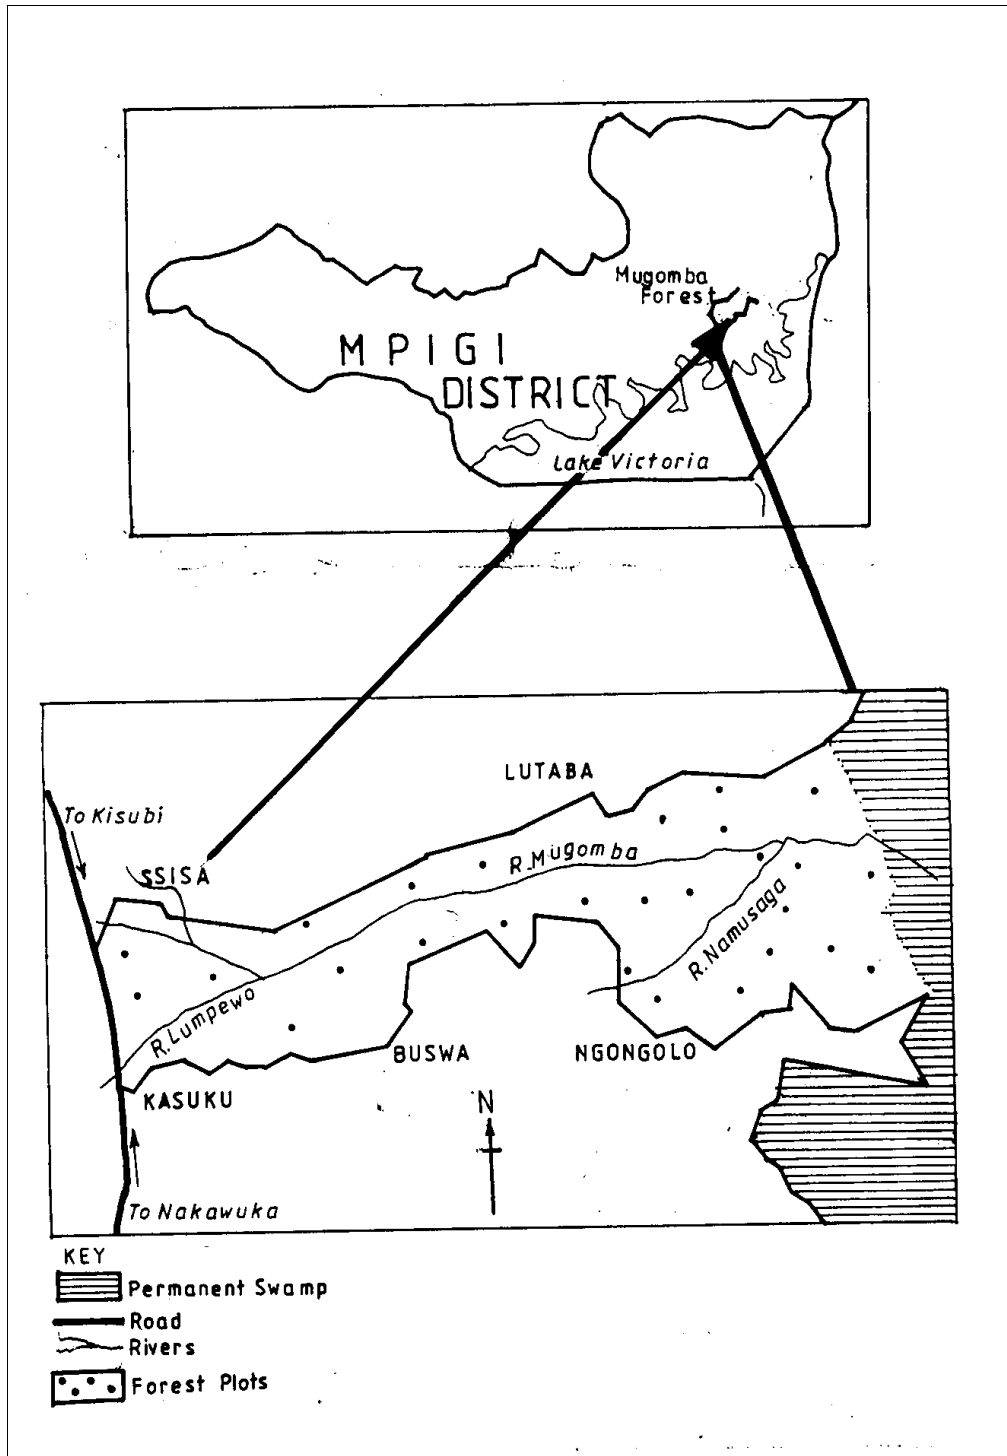 Mugomba
Forest
MPIGI
DISTRICT
Lake Victoria
LUTABA
To Kisubi
SSISA
R.Mugomba
R.Namusaga
R.Lumpewo
BUSWA
NGONGOLO
KASUKU
N
To Nakawuka
KEY
Permanent Swamp
Road
Rivers
Forest Plots